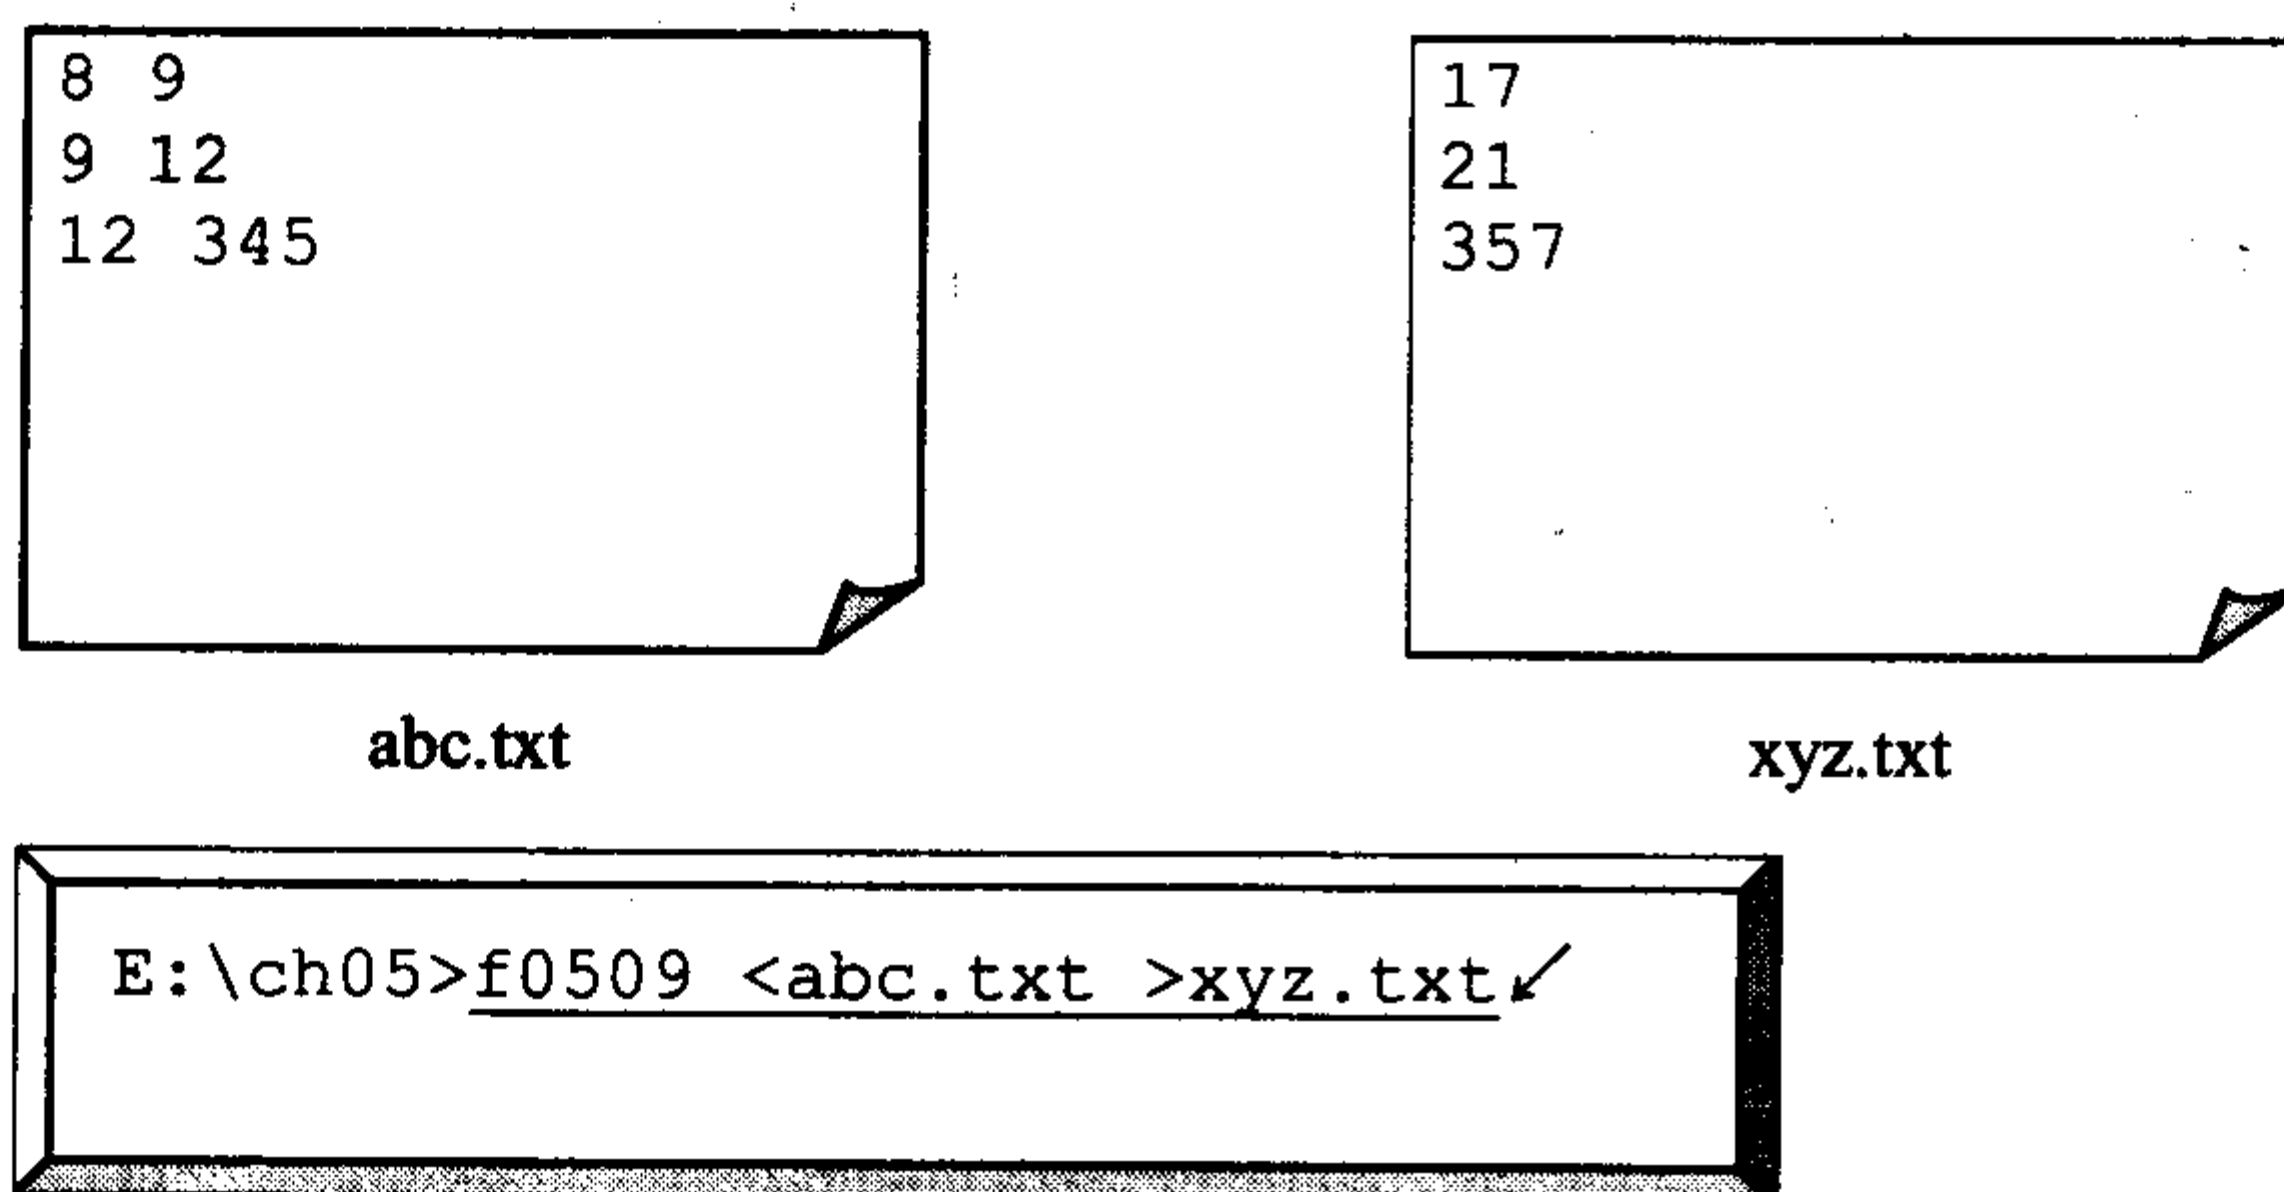 8 9
9 12
12 345
abc.txt
17
21
357
xyz.txt
E:\ch05>f0509 <abc.txt >xyz.txt↙